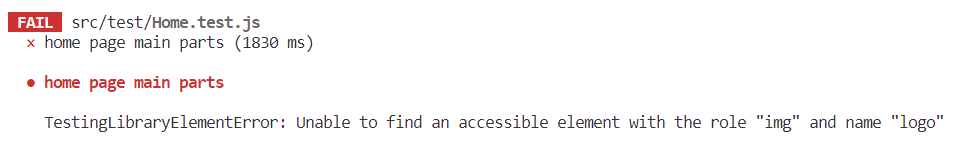 FAIL src/test/Home.test.js
× home page main parts (1830 ms)
● home page main parts
TestingLibraryElementError: Unable to find an accessible element with the role "img" and name "logo"